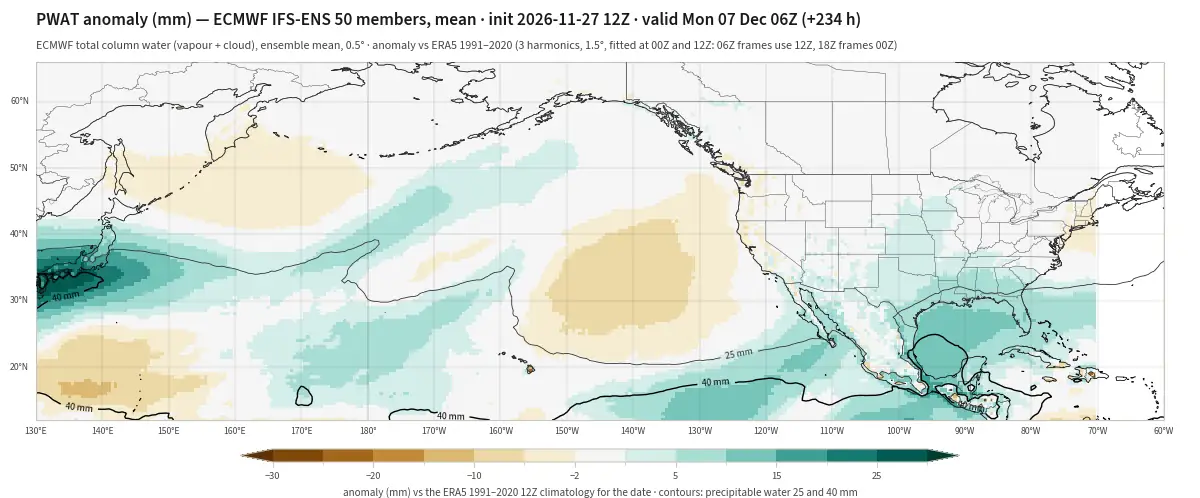 PWAT anomaly (mm) — ECMWF IFS-ENS 50 members, mean · init 2026-11-27 12Z · valid Mon 07 Dec 06Z (+234 h)
ECMWF total column water (vapour + cloud), ensemble mean, 0.5° · anomaly vs ERA5 1991–2020 (3 harmonics, 1.5°, fitted at 00Z and 12Z: 06Z frames use 12Z, 18Z frames 00Z)
60°N
50°N
40°N
30°N
20°N
40 mm
25 mm
40 mm
40 mm
40 mm
130°E 140°E 150°E 160°E 170°E 180° 170°W 160°W 150°W 140°W 130°W 120°W 110°W 100°W 90°W 80°W 70°W 60°W
−30 −20 −10 −2 5 15 25
anomaly (mm) vs the ERA5 1991–2020 12Z climatology for the date · contours: precipitable water 25 and 40 mm